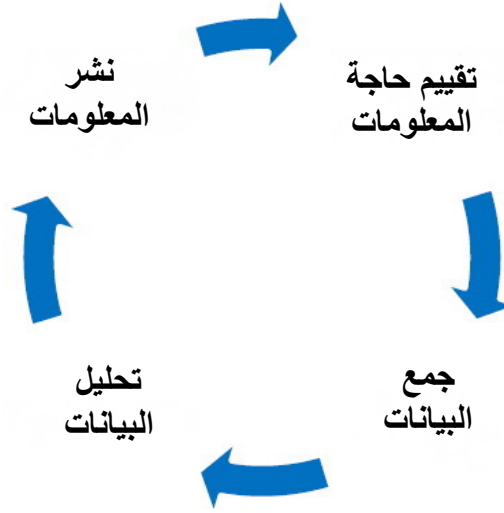 تقييم حاجة
المعلومات
جمع
البيانات
تحليل
البيانات
نشر
المعلومات